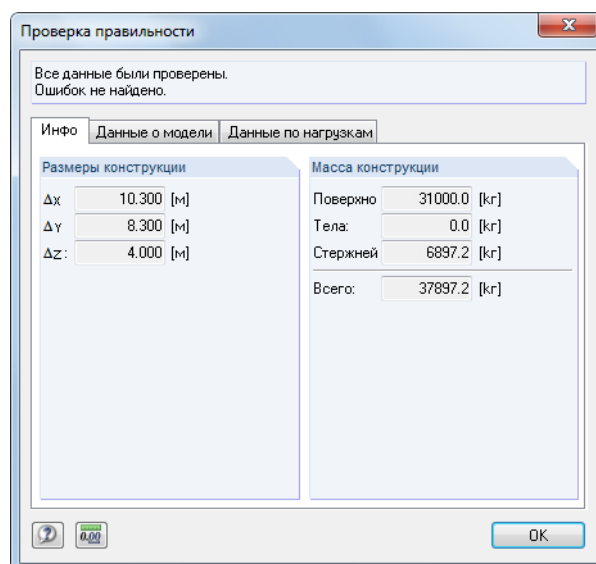 Проверка правильности
Все данные были проверены.
Ошибок не найдено.
Инфо Данные о модели Данные по нагрузкам
Размеры конструкции
ΔX 10.300 [м]
ΔY 8.300 [м]
ΔZ: 4.000 [м]
Масса конструкции
Поверхно 31000.0 [кг]
Тела: 0.0 [кг]
Стержней 6897.2 [кг]
Всего: 37897.2 [кг]
0.00
OK